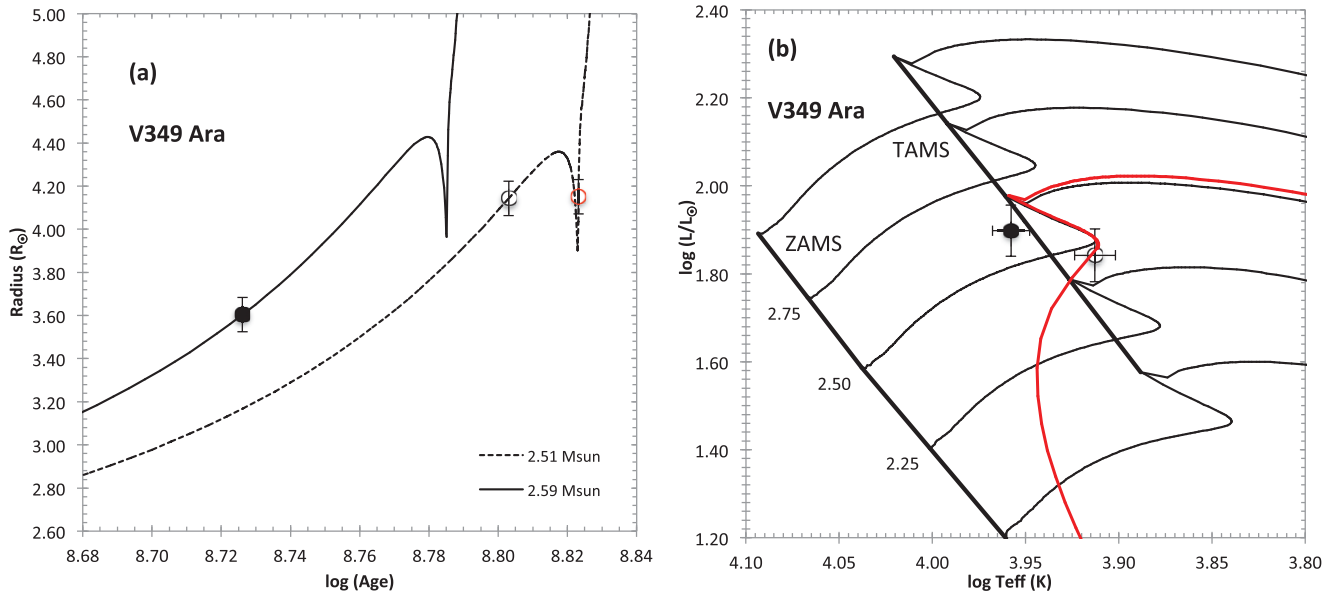 (a)
V349 Ara
5.00
4.80
4.60
4.40
4.20
4.00
3.80
3.60
3.40
3.20
3.00
2.80
2.60
Radius (R☉)
2.51 Msun
2.59 Msun
8.68 8.70 8.72 8.74 8.76 8.78 8.80 8.82 8.84
log (Age)
(b)
V349 Ara
2.40
2.20
2.00
1.80
1.60
1.40
1.20
log (L/L☉)
TAMS
ZAMS
2.75
2.50
2.25
4.10 4.05 4.00 3.95 3.90 3.85 3.80
log Teff (K)